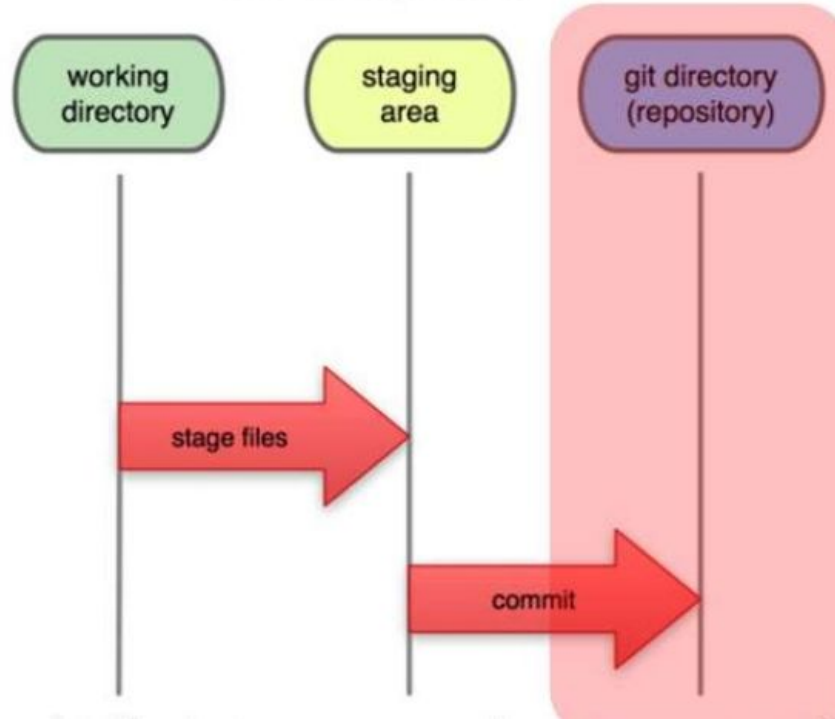 working
directory
staging
area
git directory
(repository)
stage files
commit